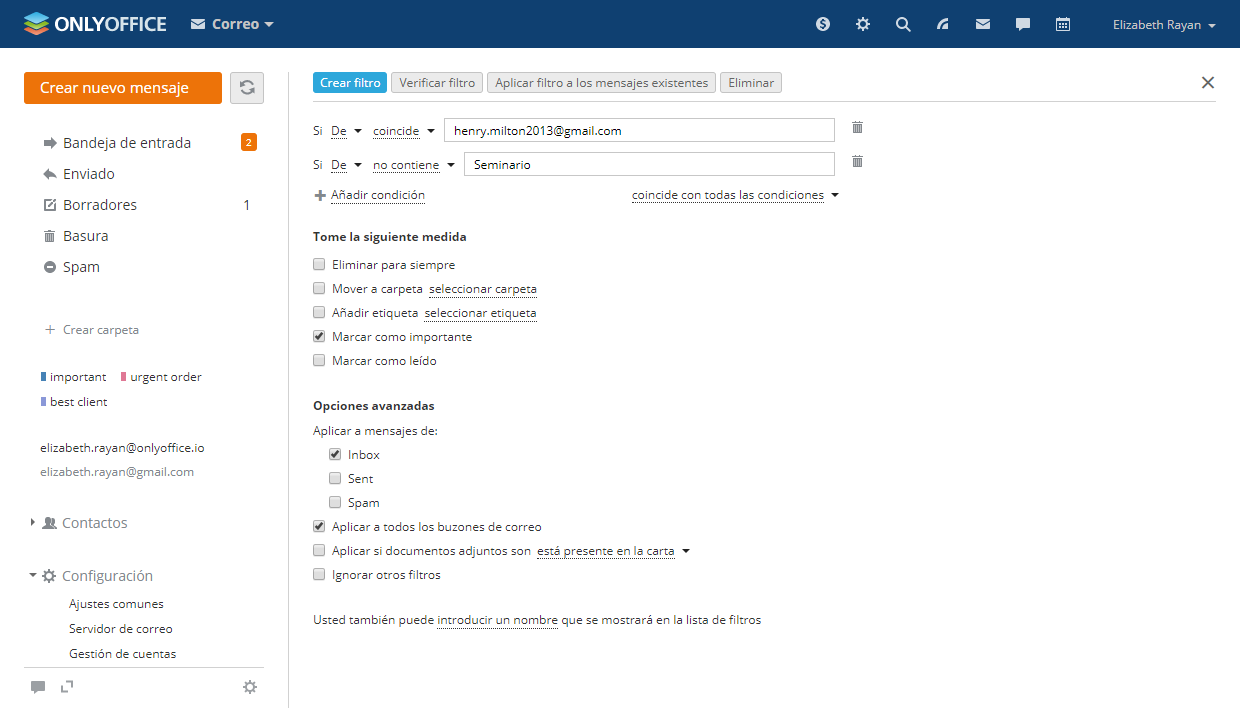 ONLYOFFICE Correo Elizabeth Rayan
Crear nuevo mensaje
Bandeja de entrada 2
Enviado
Borradores 1
Basura
Spam
Crear carpeta
important urgent order
best client
elizabeth.rayan@onlyoffice.io
elizabeth.rayan@gmail.com
Contactos
Configuración
Ajustes comunes
Servidor de correo
Gestión de cuentas
Crear filtro Verificar filtro Aplicar filtro a los mensajes existentes Eliminar
Si De coincide henry.milton2013@gmail.com
Si De no contiene Seminario
Añadir condición coincide con todas las condiciones
Tome la siguiente medida
Eliminar para siempre
Mover a carpeta seleccionar carpeta
Añadir etiqueta seleccionar etiqueta
Marcar como importante
Marcar como leído
Opciones avanzadas
Aplicar a mensajes de:
Inbox
Sent
Spam
Aplicar a todos los buzones de correo
Aplicar si documentos adjuntos son está presente en la carta
Ignorar otros filtros
Usted también puede introducir un nombre que se mostrará en la lista de filtros